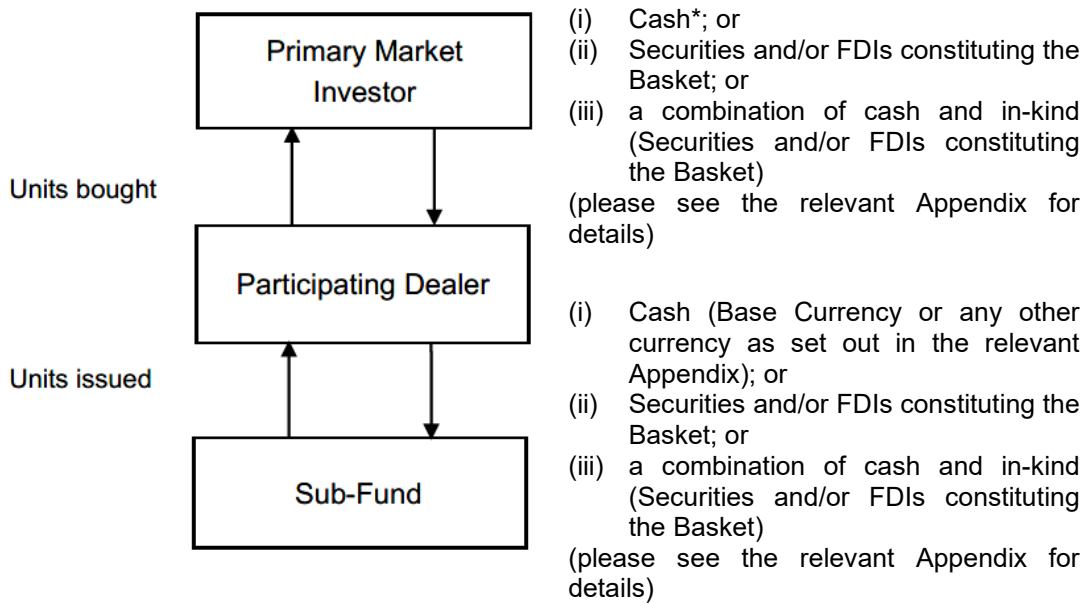 Primary Market
Investor
(i) Cash*; or
(ii) Securities and/or FDIs constituting the
Basket; or
(iii) a combination of cash and in-kind
(Securities and/or FDIs constituting
the Basket)
(please see the relevant Appendix for
details)
Units bought
Participating Dealer
Units issued
(i) Cash (Base Currency or any other
currency as set out in the relevant
Appendix); or
(ii) Securities and/or FDIs constituting the
Basket; or
(iii) a combination of cash and in-kind
(Securities and/or FDIs constituting
the Basket)
(please see the relevant Appendix for
details)
Sub-Fund